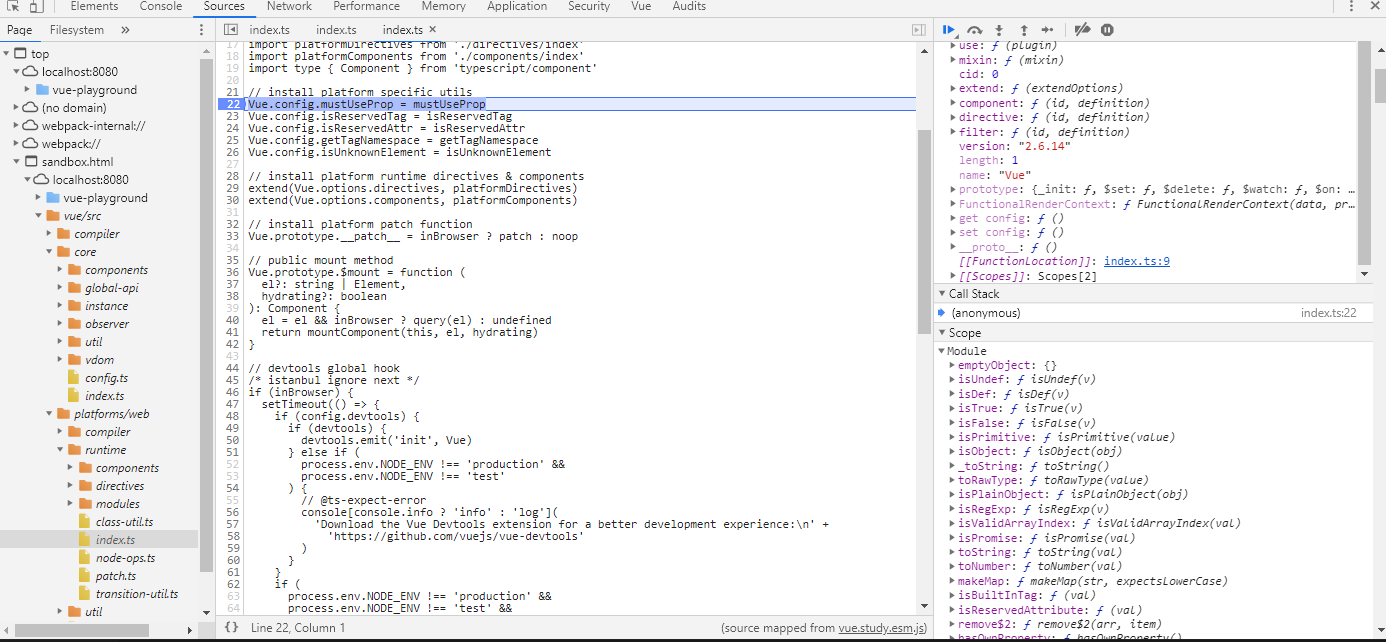 Elements Console Sources Network Performance Memory Application Security Vue Audits
Page Filesystem »
top
localhost:8080
vue-playground
(no domain)
webpack-internal://
webpack://
sandbox.html
localhost:8080
vue-playground
vue/src
compiler
core
components
global-api
instance
observer
util
vdom
config.ts
index.ts
platforms/web
compiler
runtime
components
directives
modules
class-util.ts
index.ts
node-ops.ts
patch.ts
transition-util.ts
util
index.ts index.ts index.ts ×
17 import platformDirectives from './directives/index'
18 import platformComponents from './components/index'
19 import type { Component } from 'typescript/component'
20
21 // install platform specific utils
22 Vue.config.mustUseProp = mustUseProp
23 Vue.config.isReservedTag = isReservedTag
24 Vue.config.isReservedAttr = isReservedAttr
25 Vue.config.getTagNamespace = getTagNamespace
26 Vue.config.isUnknownElement = isUnknownElement
27
28 // install platform runtime directives & components
29 extend(Vue.options.directives, platformDirectives)
30 extend(Vue.options.components, platformComponents)
31
32 // install platform patch function
33 Vue.prototype.__patch__ = inBrowser ? patch : noop
34
35 // public mount method
36 Vue.prototype.$mount = function (
37 el?: string | Element,
38 hydrating?: boolean
39 ): Component {
40 el = el && inBrowser ? query(el) : undefined
41 return mountComponent(this, el, hydrating)
42 }
43
44 // devtools global hook
45 /* istanbul ignore next */
46 if (inBrowser) {
47 setTimeout(() => {
48 if (config.devtools) {
49 if (devtools) {
50 devtools.emit('init', Vue)
51 } else if (
52 process.env.NODE_ENV !== 'production' &&
53 process.env.NODE_ENV !== 'test'
54 ) {
55 // @ts-expect-error
56 console[console.info ? 'info' : 'log'](
57 'Download the Vue Devtools extension for a better development experience:\n' +
58 'https://github.com/vuejs/vue-devtools'
59 )
60 }
61 }
62 if (
63 process.env.NODE_ENV !== 'production' &&
64 process.env.NODE_ENV !== 'test' &&
{} Line 22, Column 1 (source mapped from vue.study.esm.js)
use: ƒ (plugin)
mixin: ƒ (mixin)
cid: 0
extend: ƒ (extendOptions)
component: ƒ (id, definition)
directive: ƒ (id, definition)
filter: ƒ (id, definition)
version: "2.6.14"
length: 1
name: "Vue"
prototype: {_init: ƒ, $set: ƒ, $delete: ƒ, $watch: ƒ, $on: …
FunctionalRenderContext: ƒ FunctionalRenderContext(data, pr…
get config: ƒ ()
set config: ƒ ()
__proto__: ƒ ()
[[FunctionLocation]]: index.ts:9
[[Scopes]]: Scopes[2]
Call Stack
(anonymous) index.ts:22
Scope
Module
emptyObject: {}
isUndef: ƒ isUndef(v)
isDef: ƒ isDef(v)
isTrue: ƒ isTrue(v)
isFalse: ƒ isFalse(v)
isPrimitive: ƒ isPrimitive(value)
isObject: ƒ isObject(obj)
_toString: ƒ toString()
toRawType: ƒ toRawType(value)
isPlainObject: ƒ isPlainObject(obj)
isRegExp: ƒ isRegExp(v)
isValidArrayIndex: ƒ isValidArrayIndex(val)
isPromise: ƒ isPromise(val)
toString: ƒ toString(val)
toNumber: ƒ toNumber(val)
makeMap: ƒ makeMap(str, expectsLowerCase)
isBuiltInTag: ƒ (val)
isReservedAttribute: ƒ (val)
remove$2: ƒ remove$2(arr, item)
hasOwnProperty: ƒ hasOwnProperty()